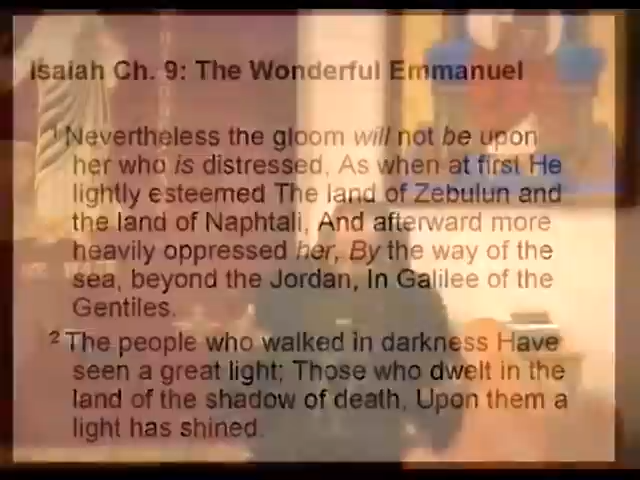 Isaiah Ch. 9: The Wonderful Emmanuel
1 Nevertheless the gloom will not be upon
her who is distressed, As when at first He
lightly esteemed The land of Zebulun and
the land of Naphtali, And afterward more
heavily oppressed her, By the way of the
sea, beyond the Jordan, In Galilee of the
Gentiles.
2 The people who walked in darkness Have
seen a great light; Those who dwelt in the
land of the shadow of death, Upon them a
light has shined.